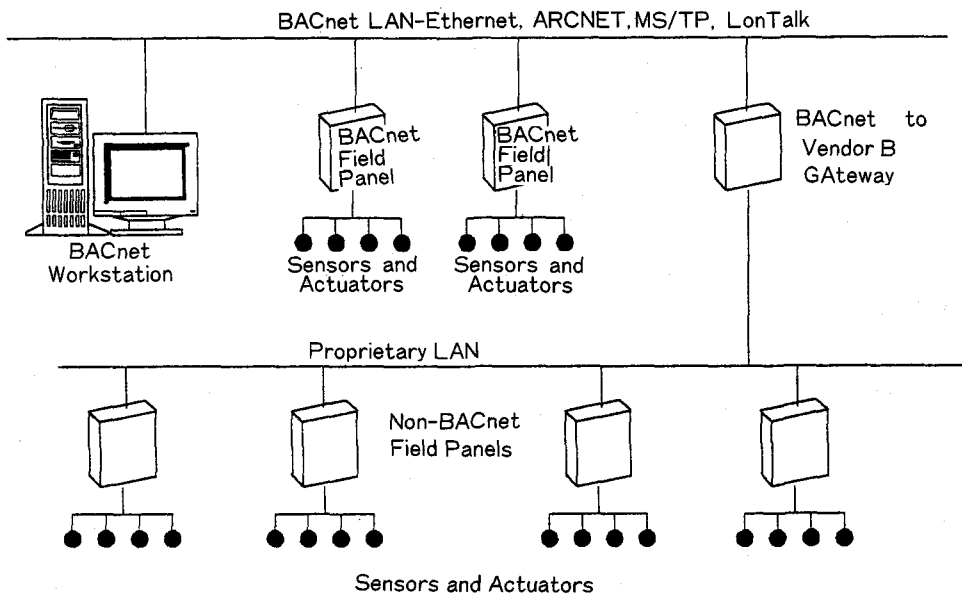 BACnet LAN-Ethernet, ARCNET, MS/TP, LonTalk
BACnet
Workstation
BACnet
Field
Panel
Sensors and
Actuators
BACnet
Field
Panel
Sensors and
Actuators
BACnet to
Vendor B
GAteway
Proprietary LAN
Non-BACnet
Field Panels
Sensors and Actuators